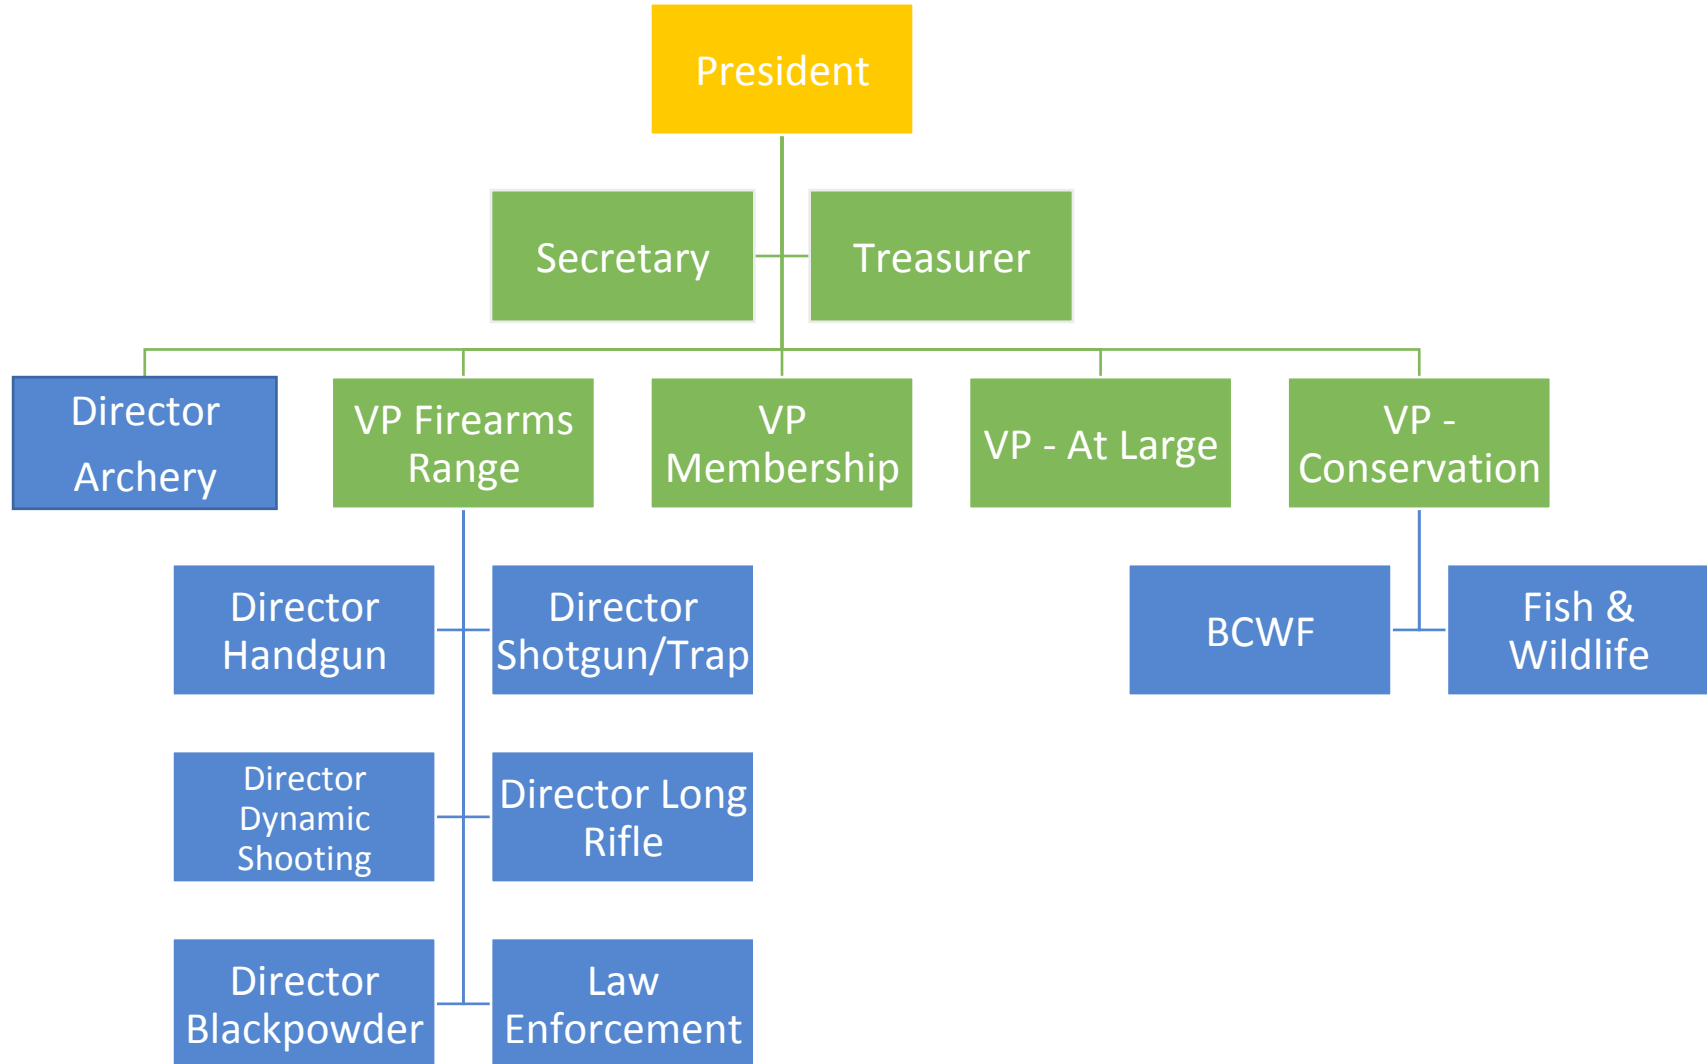 President
Secretary
Treasurer
Director
Archery
VP Firearms
Range
VP
Membership
VP - At Large
VP -
Conservation
Director
Handgun
Director
Shotgun/Trap
BCWF
Fish &
Wildlife
Director
Dynamic
Shooting
Director Long
Rifle
Director
Blackpowder
Law
Enforcement